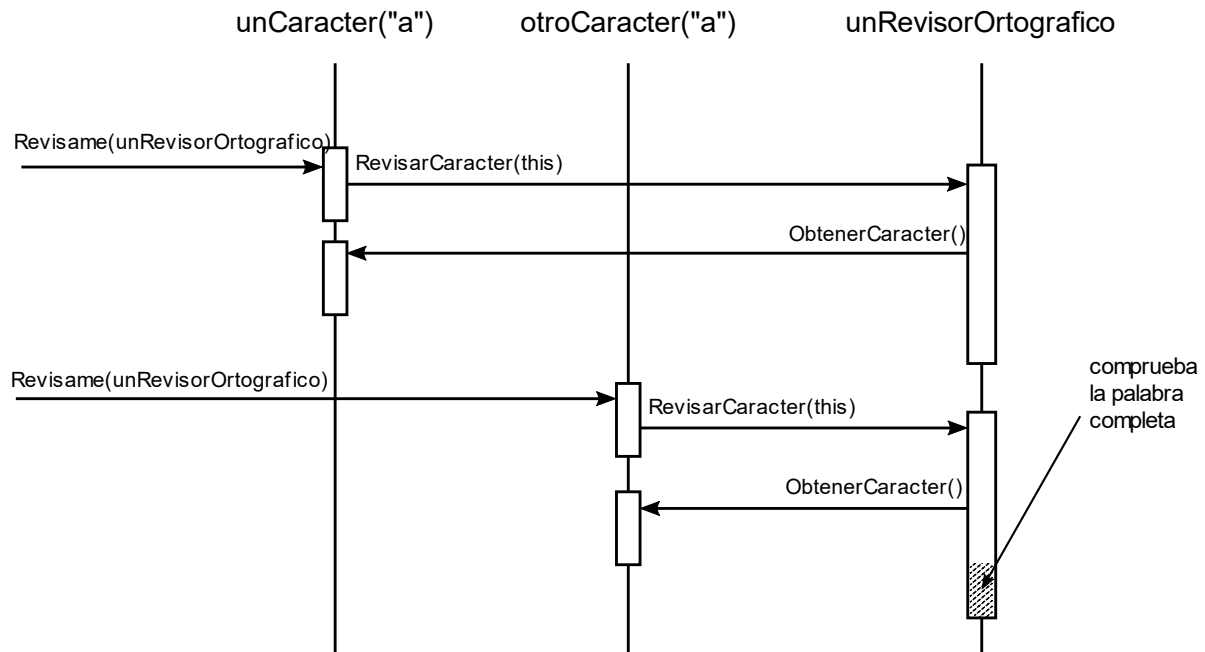 unCaracter("a")
otroCaracter("a")
unRevisorOrtografico
Revisame(unRevisorOrtografico)
RevisarCaracter(this)
ObtenerCaracter()
Revisame(unRevisorOrtografico)
RevisarCaracter(this)
ObtenerCaracter()
comprueba
la palabra
completa